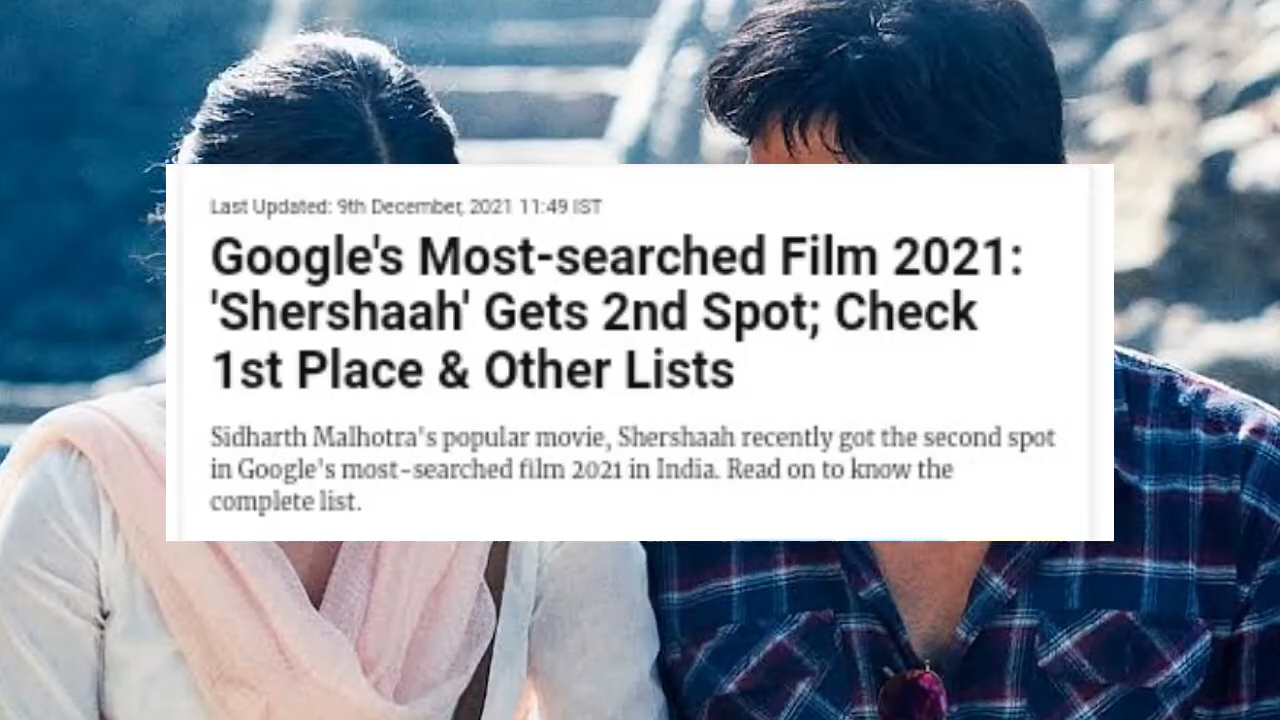 Last Updated: 9th December, 2021 11:49 IST
Google's Most-searched Film 2021:
'Shershaah' Gets 2nd Spot; Check
1st Place & Other Lists
Sidharth Malhotra's popular movie, Shershaah recently got the second spot
in Google's most-searched film 2021 in India. Read on to know the
complete list.